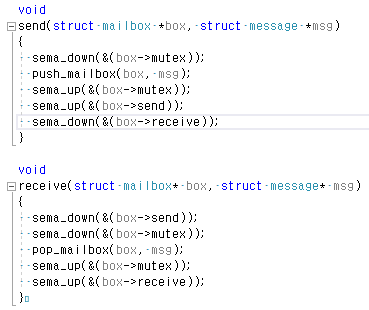 void
send(struct mailbox *box, struct message *msg)
{
sema_down(&(box->mutex));
push_mailbox(box, msg);
sema_up(&(box->mutex));
sema_up(&(box->send));
sema_down(&(box->receive));
}
void
receive(struct mailbox* box, struct message* msg)
{
sema_down(&(box->send));
sema_down(&(box->mutex));
pop_mailbox(box, msg);
sema_up(&(box->mutex));
sema_up(&(box->receive));
}